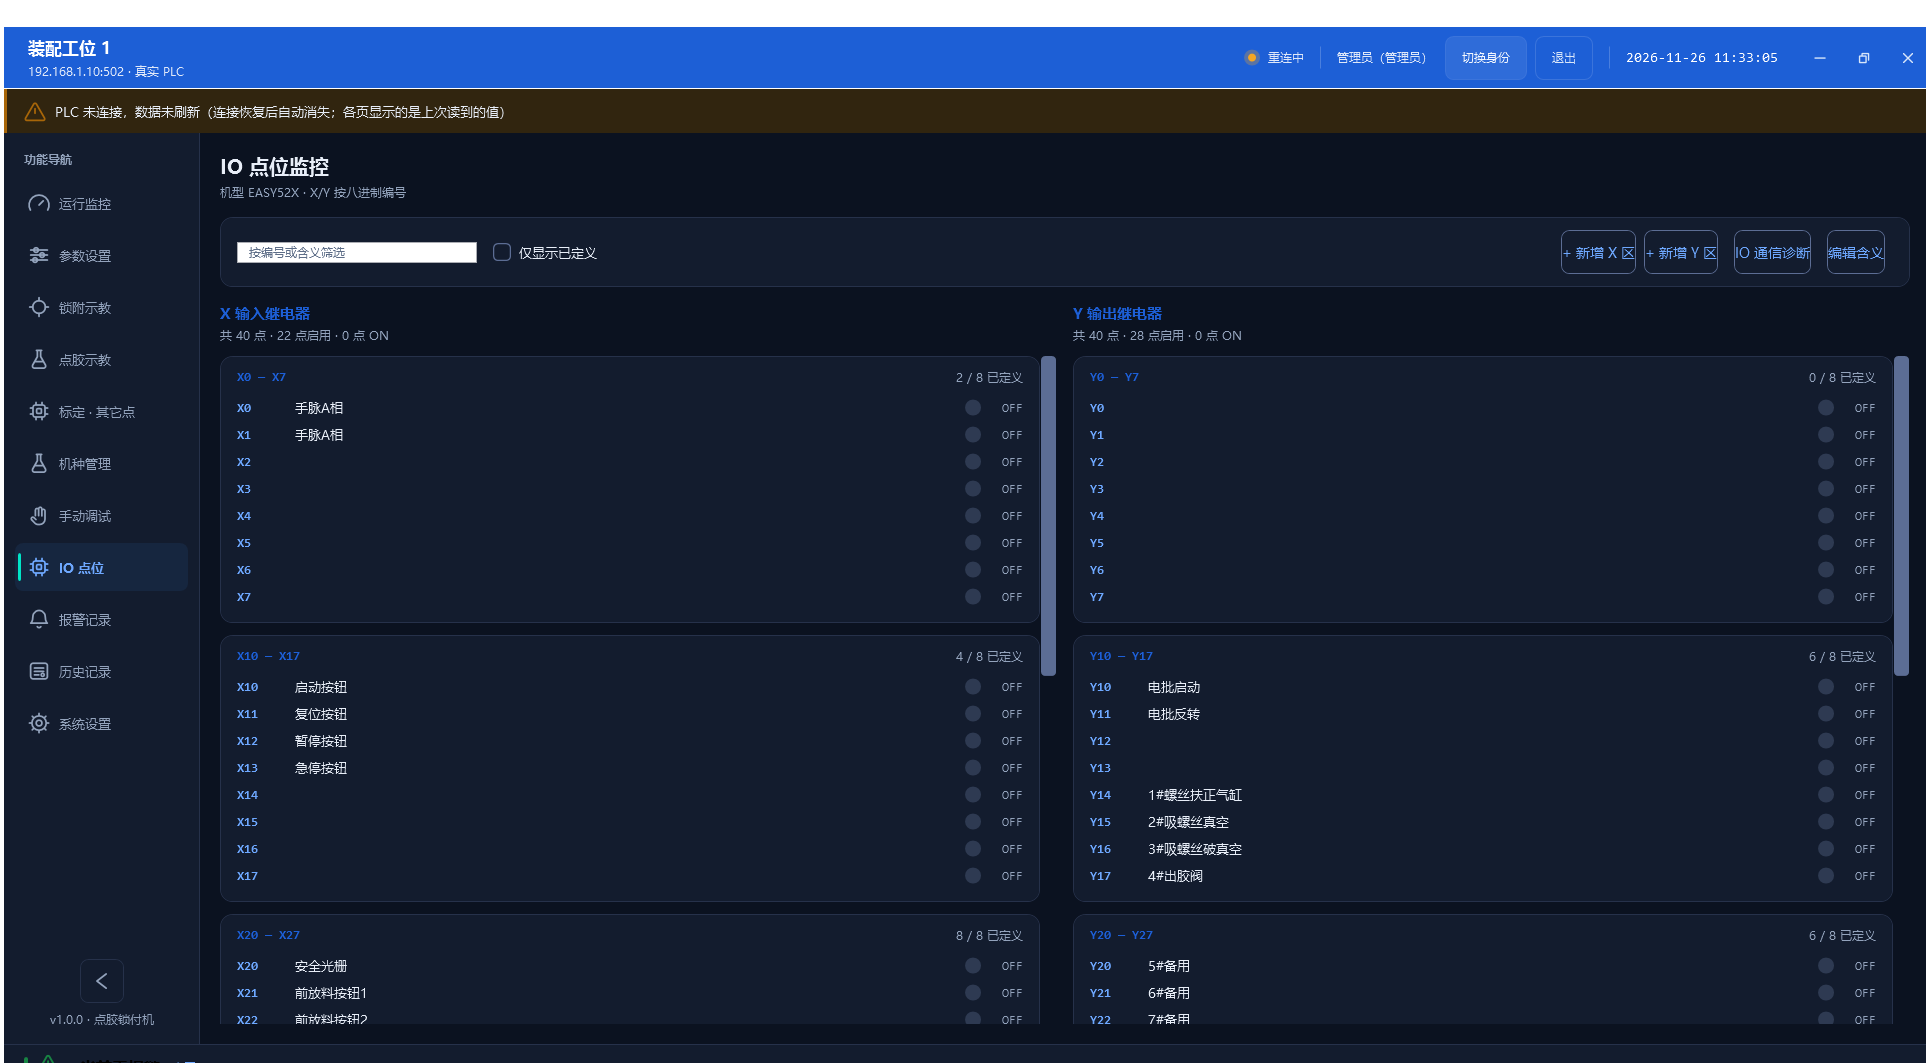 装配工位 1
192.168.1.10:502 · 真实 PLC
重连中
管理员（管理员）
切换身份
退出
2026-11-26 11:33:05
PLC 未连接，数据未刷新（连接恢复后自动消失；各页显示的是上次读到的值）
功能导航
运行监控
参数设置
锁附示教
点胶示教
标定 · 其它点
机种管理
手动调试
IO 点位
报警记录
历史记录
系统设置
v1.0.0 · 点胶锁付机
IO 点位监控
机型 EASY52X · X/Y 按八进制编号
按编号或含义筛选
仅显示已定义
+ 新增 X 区
+ 新增 Y 区
IO 通信诊断
编辑含义
X 输入继电器
共 40 点 · 22 点启用 · 0 点 ON
X0 — X7 2 / 8 已定义
X0 手脉A相 OFF
X1 手脉A相 OFF
X2 OFF
X3 OFF
X4 OFF
X5 OFF
X6 OFF
X7 OFF
X10 — X17 4 / 8 已定义
X10 启动按钮 OFF
X11 复位按钮 OFF
X12 暂停按钮 OFF
X13 急停按钮 OFF
X14 OFF
X15 OFF
X16 OFF
X17 OFF
X20 — X27 8 / 8 已定义
X20 安全光栅 OFF
X21 前放料按钮1 OFF
X22 前放料按钮2 OFF
Y 输出继电器
共 40 点 · 28 点启用 · 0 点 ON
Y0 — Y7 0 / 8 已定义
Y0 OFF
Y1 OFF
Y2 OFF
Y3 OFF
Y4 OFF
Y5 OFF
Y6 OFF
Y7 OFF
Y10 — Y17 6 / 8 已定义
Y10 电批启动 OFF
Y11 电批反转 OFF
Y12 OFF
Y13 OFF
Y14 1#螺丝扶正气缸 OFF
Y15 2#吸螺丝真空 OFF
Y16 3#吸螺丝破真空 OFF
Y17 4#出胶阀 OFF
Y20 — Y27 6 / 8 已定义
Y20 5#备用 OFF
Y21 6#备用 OFF
Y22 7#备用 OFF